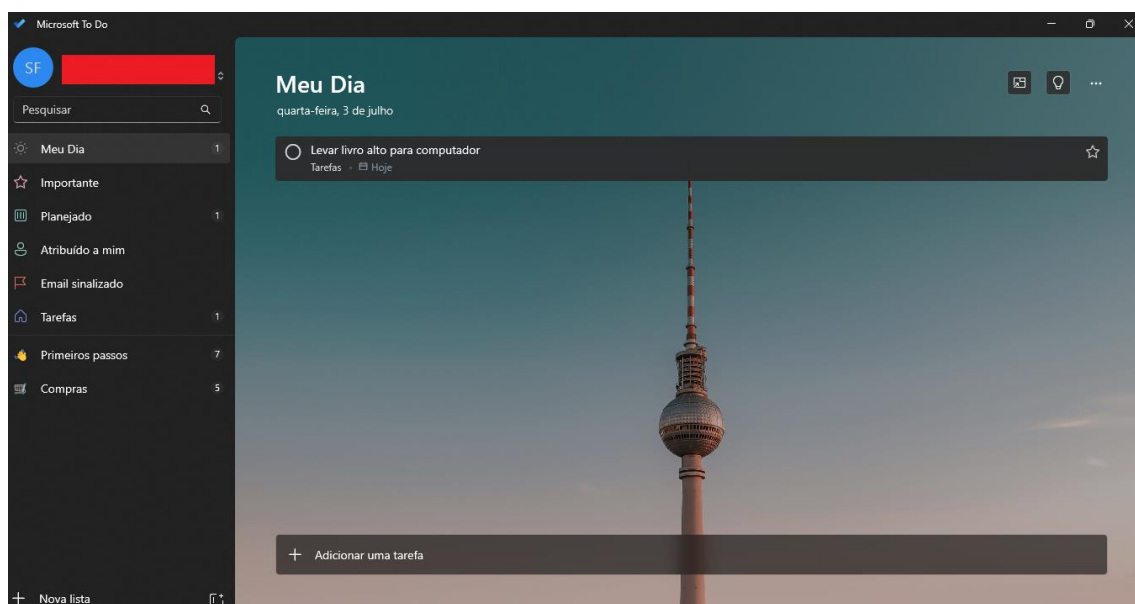 Microsoft To Do
SF
Pesquisar
Meu Dia 1
Importante
Planejado 1
Atribuído a mim
Email sinalizado
Tarefas 1
Primeiros passos 7
Compras 5
Nova lista
Meu Dia
quarta-feira, 3 de julho
Levar livro alto para computador
Tarefas Hoje
Adicionar uma tarefa